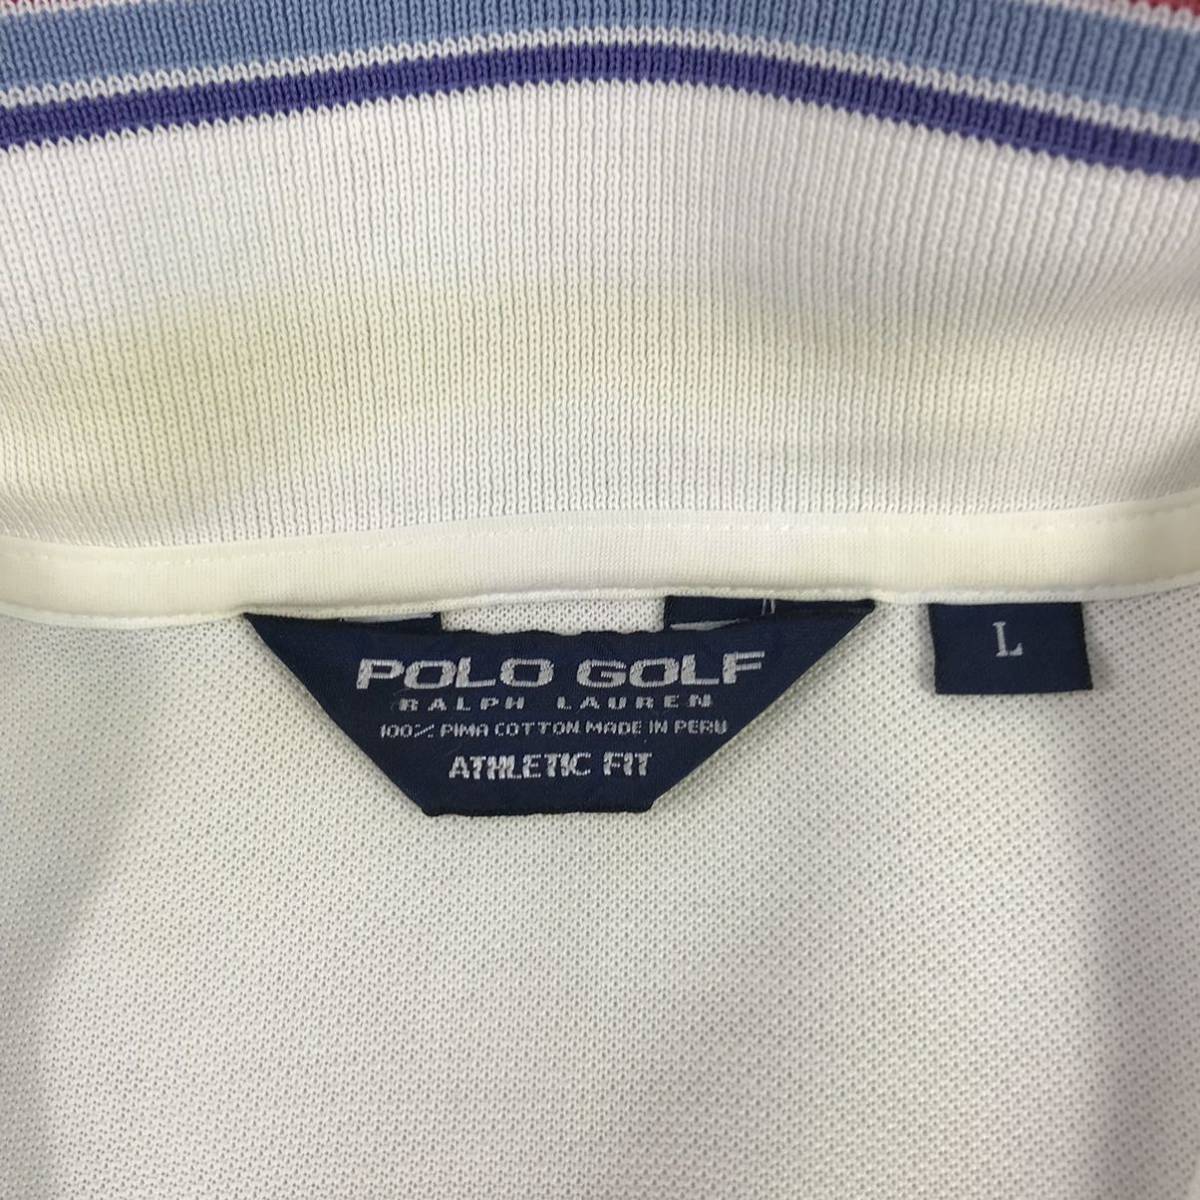 POLO GOLF
RALPH LAUREN
100% PIMA COTTON MADE IN PERU
ATHLETIC FIT
L